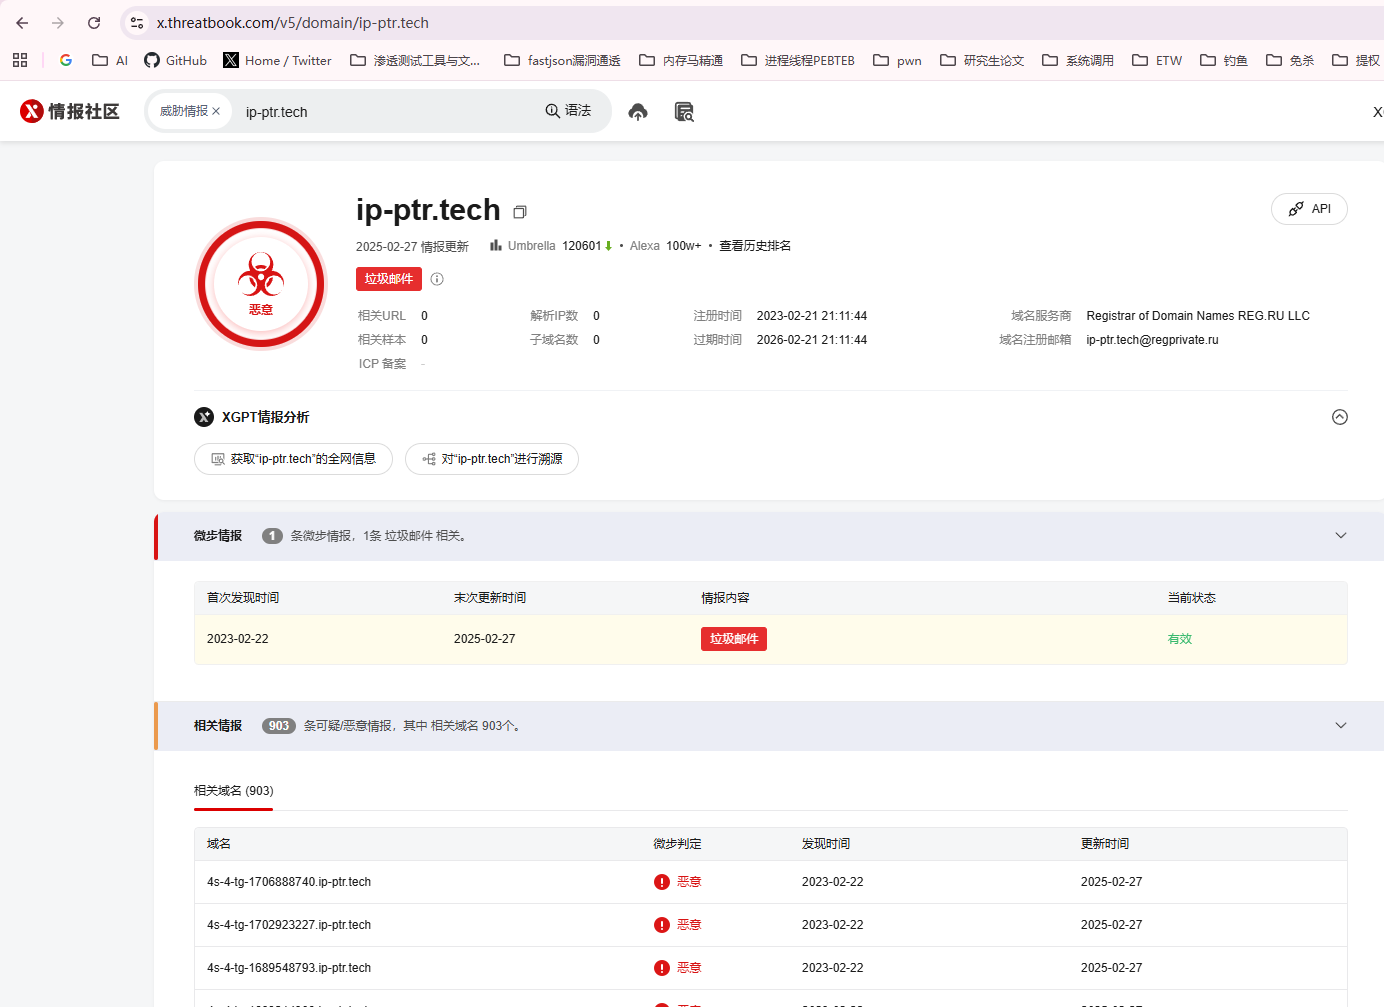 x.threatbook.com/v5/domain/ip-ptr.tech
AI GitHub Home / Twitter 渗透测试工具与文... fastjson漏洞通透 内存马精通 进程线程PEBTEB pwn 研究生论文 系统调用 ETW 钓鱼 免杀 提权
X 情报社区 威胁情报 × ip-ptr.tech 语法
ip-ptr.tech API
2025-02-27 情报更新 Umbrella 120601 • Alexa 100w+ • 查看历史排名
垃圾邮件
恶意
相关URL 0 解析IP数 0 注册时间 2023-02-21 21:11:44 域名服务商 Registrar of Domain Names REG.RU LLC
相关样本 0 子域名数 0 过期时间 2026-02-21 21:11:44 域名注册邮箱 ip-ptr.tech@regprivate.ru
ICP 备案 -
XGPT情报分析
获取“ip-ptr.tech”的全网信息 对“ip-ptr.tech”进行溯源
微步情报 1 条微步情报，1条 垃圾邮件 相关。
首次发现时间 末次更新时间 情报内容 当前状态
2023-02-22 2025-02-27 垃圾邮件 有效
相关情报 903 条可疑/恶意情报，其中 相关域名 903个。
相关域名 (903)
域名 微步判定 发现时间 更新时间
4s-4-tg-1706888740.ip-ptr.tech 恶意 2023-02-22 2025-02-27
4s-4-tg-1702923227.ip-ptr.tech 恶意 2023-02-22 2025-02-27
4s-4-tg-1689548793.ip-ptr.tech 恶意 2023-02-22 2025-02-27